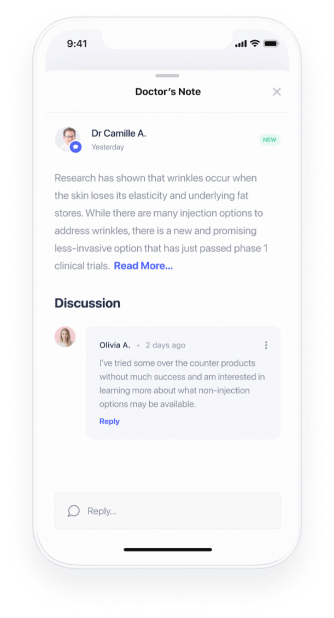 9:41
Doctor's Note
Dr Camille A.
Yesterday
NEW
Research has shown that wrinkles occur when
the skin loses its elasticity and underlying fat
stores. While there are many injection options to
address wrinkles, there is a new and promising
less-invasive option that has just passed phase 1
clinical trials. Read More...
Discussion
Olivia A. • 2 days ago
I've tried some over the counter products
without much success and am interested in
learning more about what non-injection
options may be available.
Reply
Reply...